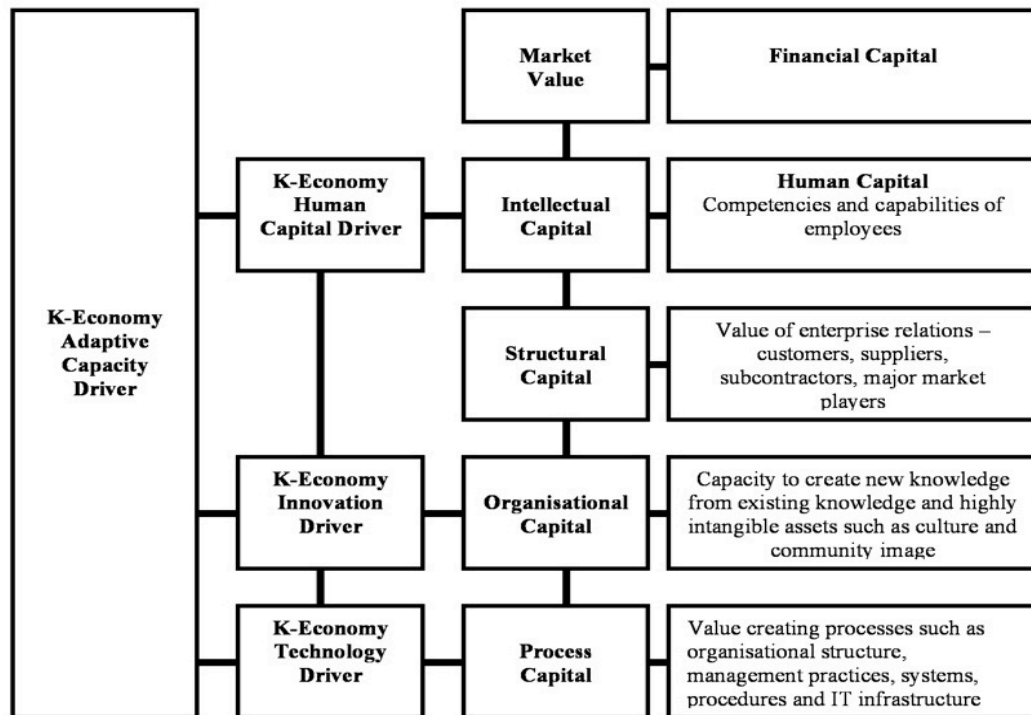 Market
Value
Financial Capital
K-Economy
Human
Capital Driver
Intellectual
Capital
Human Capital
Competencies and capabilities of
employees
K-Economy
Adaptive
Capacity
Driver
Structural
Capital
Value of enterprise relations –
customers, suppliers,
subcontractors, major market
players
K-Economy
Innovation
Driver
Organisational
Capital
Capacity to create new knowledge
from existing knowledge and highly
intangible assets such as culture and
community image
K-Economy
Technology
Driver
Process
Capital
Value creating processes such as
organisational structure,
management practices, systems,
procedures and IT infrastructure